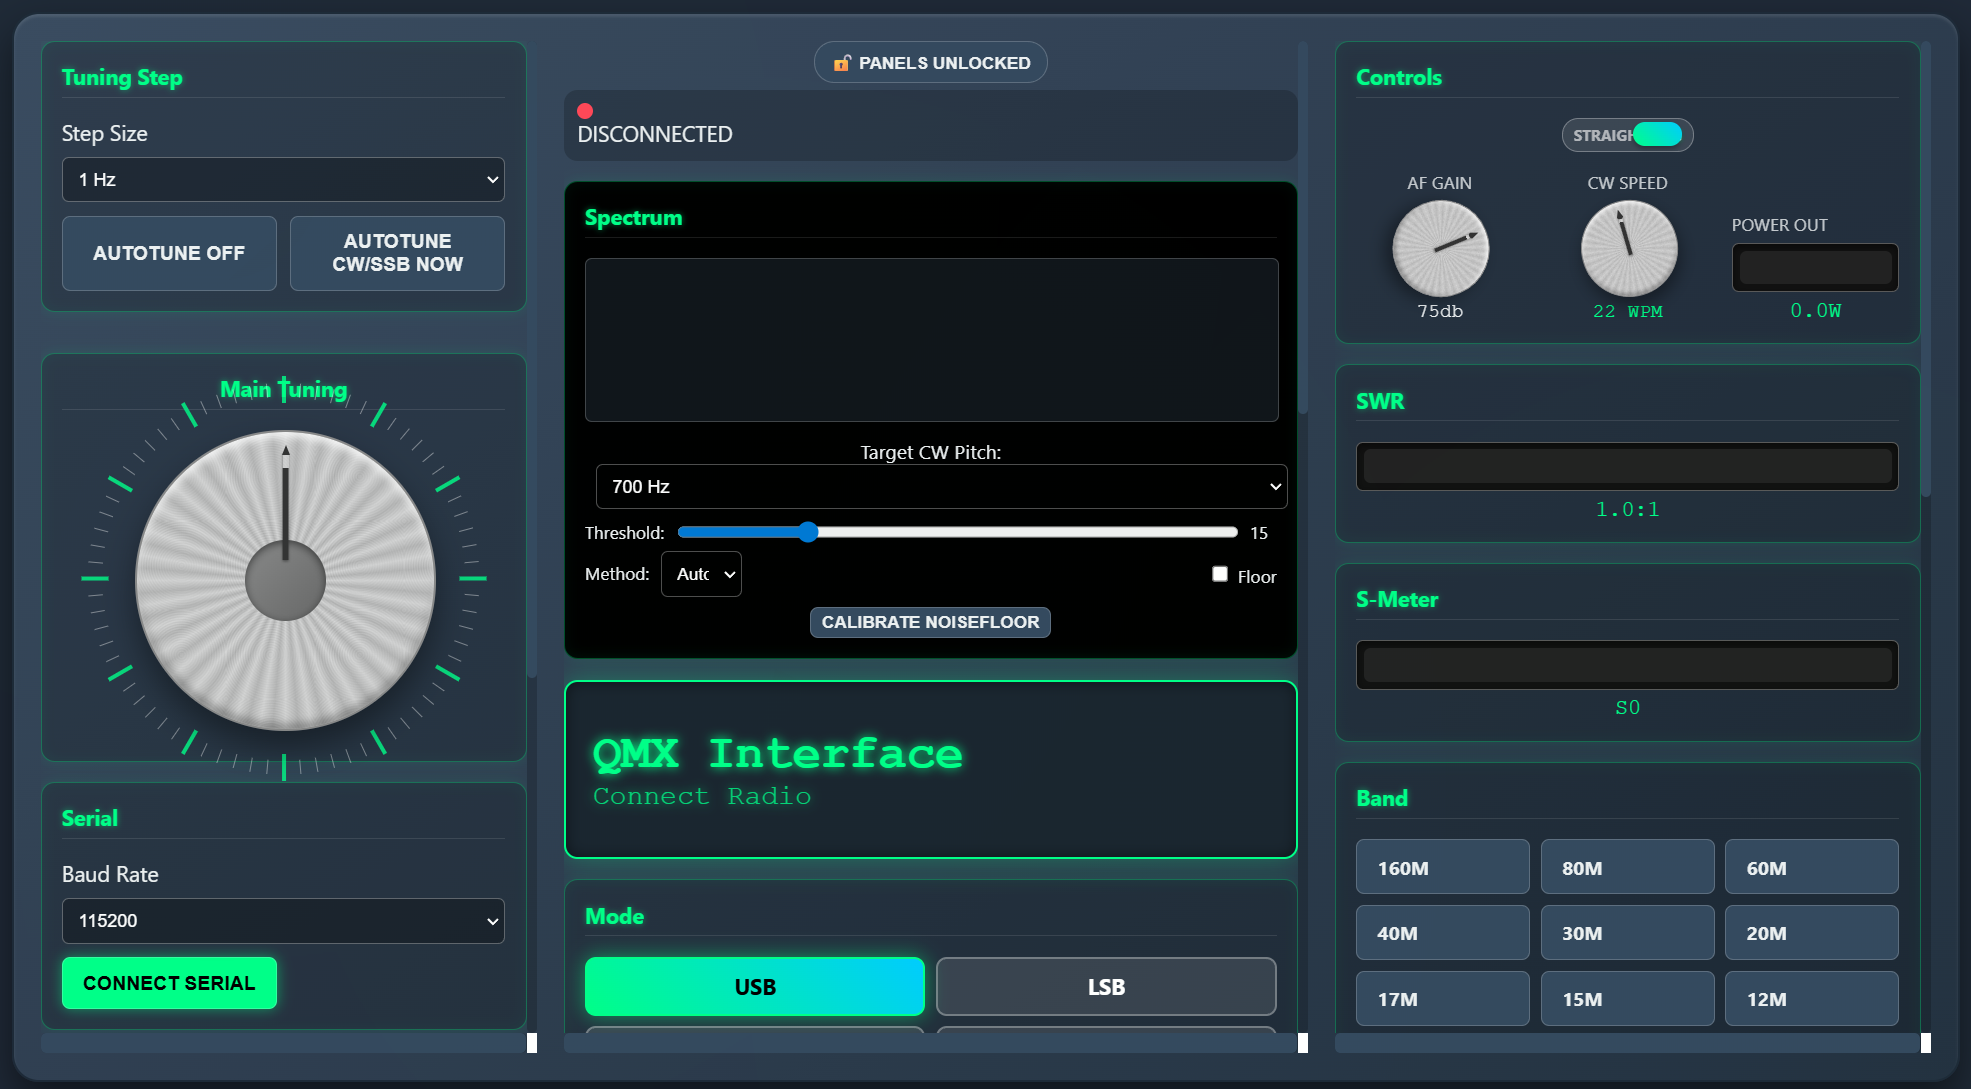 Tuning Step
Step Size
1 Hz
AUTOTUNE OFF
AUTOTUNE
CW/SSB NOW
Main Tuning
Serial
Baud Rate
115200
CONNECT SERIAL
PANELS UNLOCKED
DISCONNECTED
Spectrum
Target CW Pitch:
700 Hz
Threshold:
15
Method:
Auto
Floor
CALIBRATE NOISEFLOOR
QMX Interface
Connect Radio
Mode
USB
LSB
Controls
STRAIGH
AF GAIN
CW SPEED
POWER OUT
75db
22 WPM
0.0W
SWR
1.0:1
S-Meter
S0
Band
160M
80M
60M
40M
30M
20M
17M
15M
12M